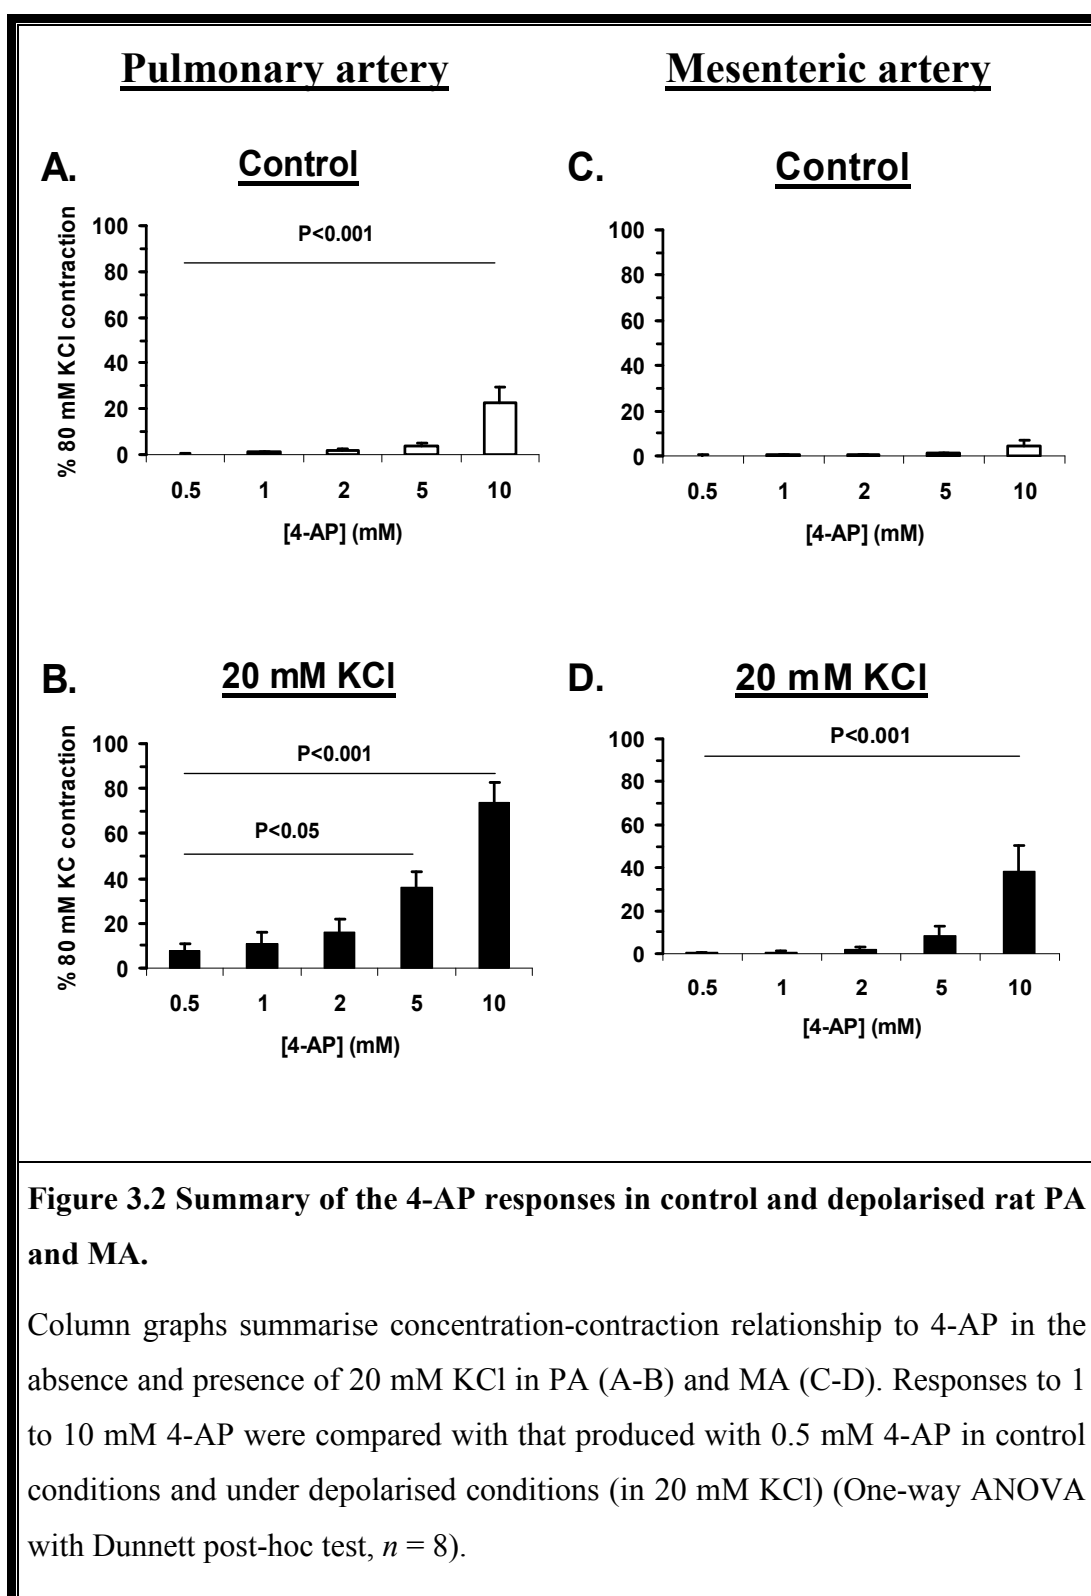 Pulmonary artery
Mesenteric artery
A.
Control
% 80 mM KCl contraction
100
80
60
40
20
0
P<0.001
0.5 1 2 5 10
[4-AP] (mM)
C.
Control
100
80
60
40
20
0
0.5 1 2 5 10
[4-AP] (mM)
B.
20 mM KCl
% 80 mM KC contraction
100
80
60
40
20
0
P<0.001
P<0.05
0.5 1 2 5 10
[4-AP] (mM)
D.
20 mM KCl
100
80
60
40
20
0
P<0.001
0.5 1 2 5 10
[4-AP] (mM)
Figure 3.2 Summary of the 4-AP responses in control and depolarised rat PA
and MA.
Column graphs summarise concentration-contraction relationship to 4-AP in the
absence and presence of 20 mM KCl in PA (A-B) and MA (C-D). Responses to 1
to 10 mM 4-AP were compared with that produced with 0.5 mM 4-AP in control
conditions and under depolarised conditions (in 20 mM KCl) (One-way ANOVA
with Dunnett post-hoc test, n = 8).